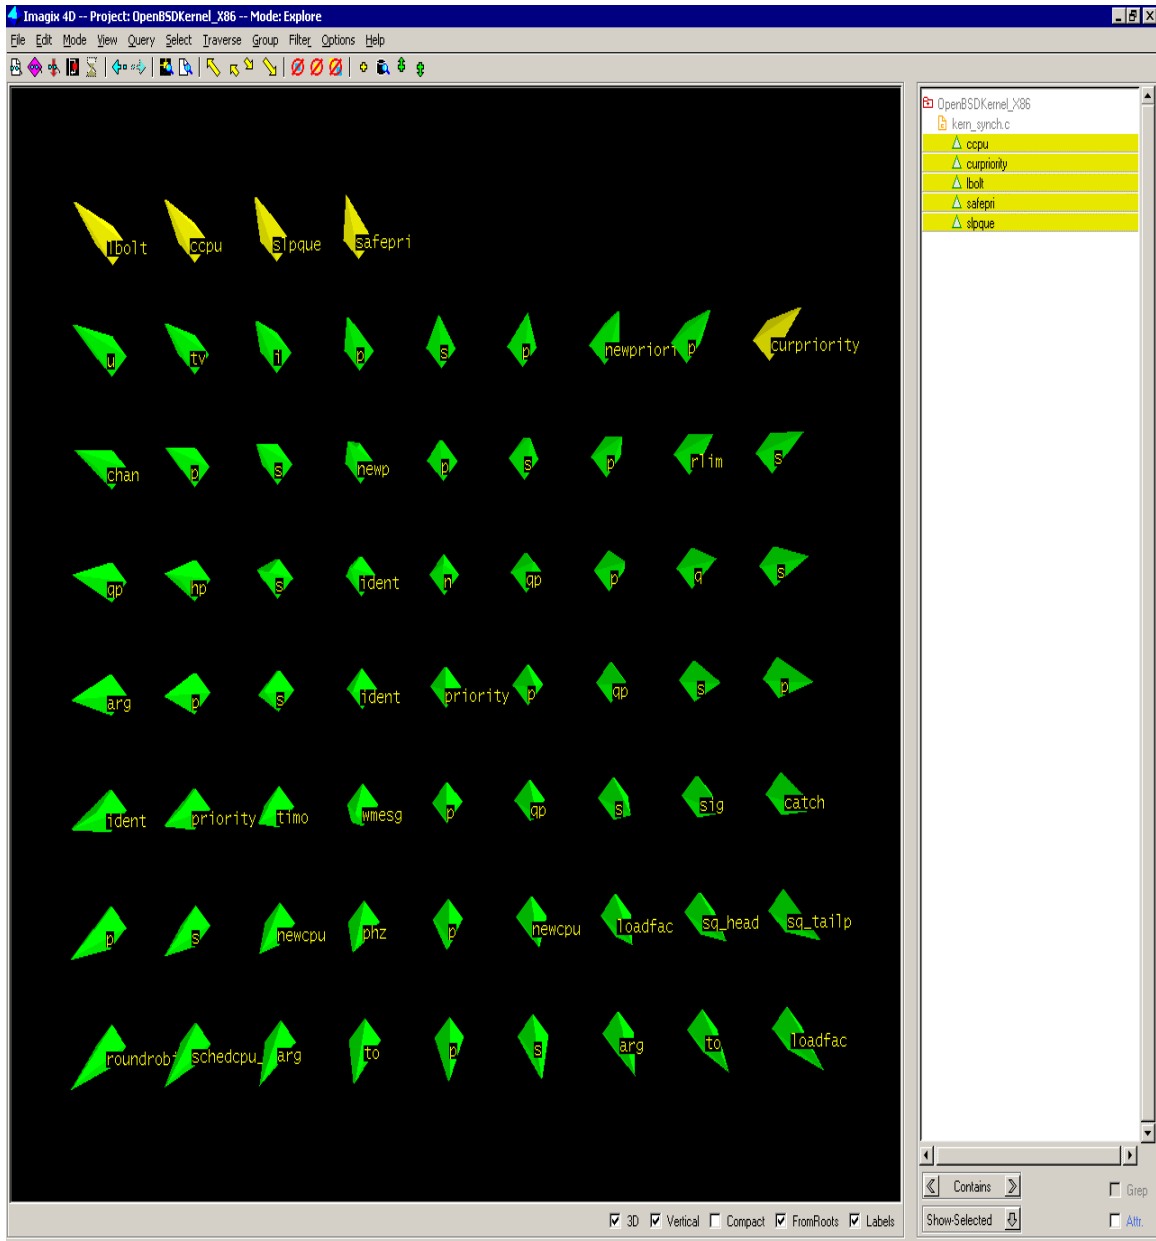 Imagix 4D -- Project: OpenBSDKernel_X86 -- Mode: Explore
File Edit Mode View Query Select Traverse Group Filter Options Help
OpenBSDKernel_X86
kern_synch.c
ccpu
curpriority
lbolt
safepri
slpque
lbolt ccpu slpque safepri
u tv i p s p newpriori p curpriority
chan p s newp p s p rlim s
qp np s ident n qp p q s
arg p s ident priority p qp s p
ident priority timo wmesg p qp s sig catch
p s newcpu phz p newcpu loadfac sq_head sq_tailp
roundrobi schedcpu_ arg to p s arg to loadfac
Contains Grep
Show-Selected Attr.
3D Vertical Compact FromRoots Labels